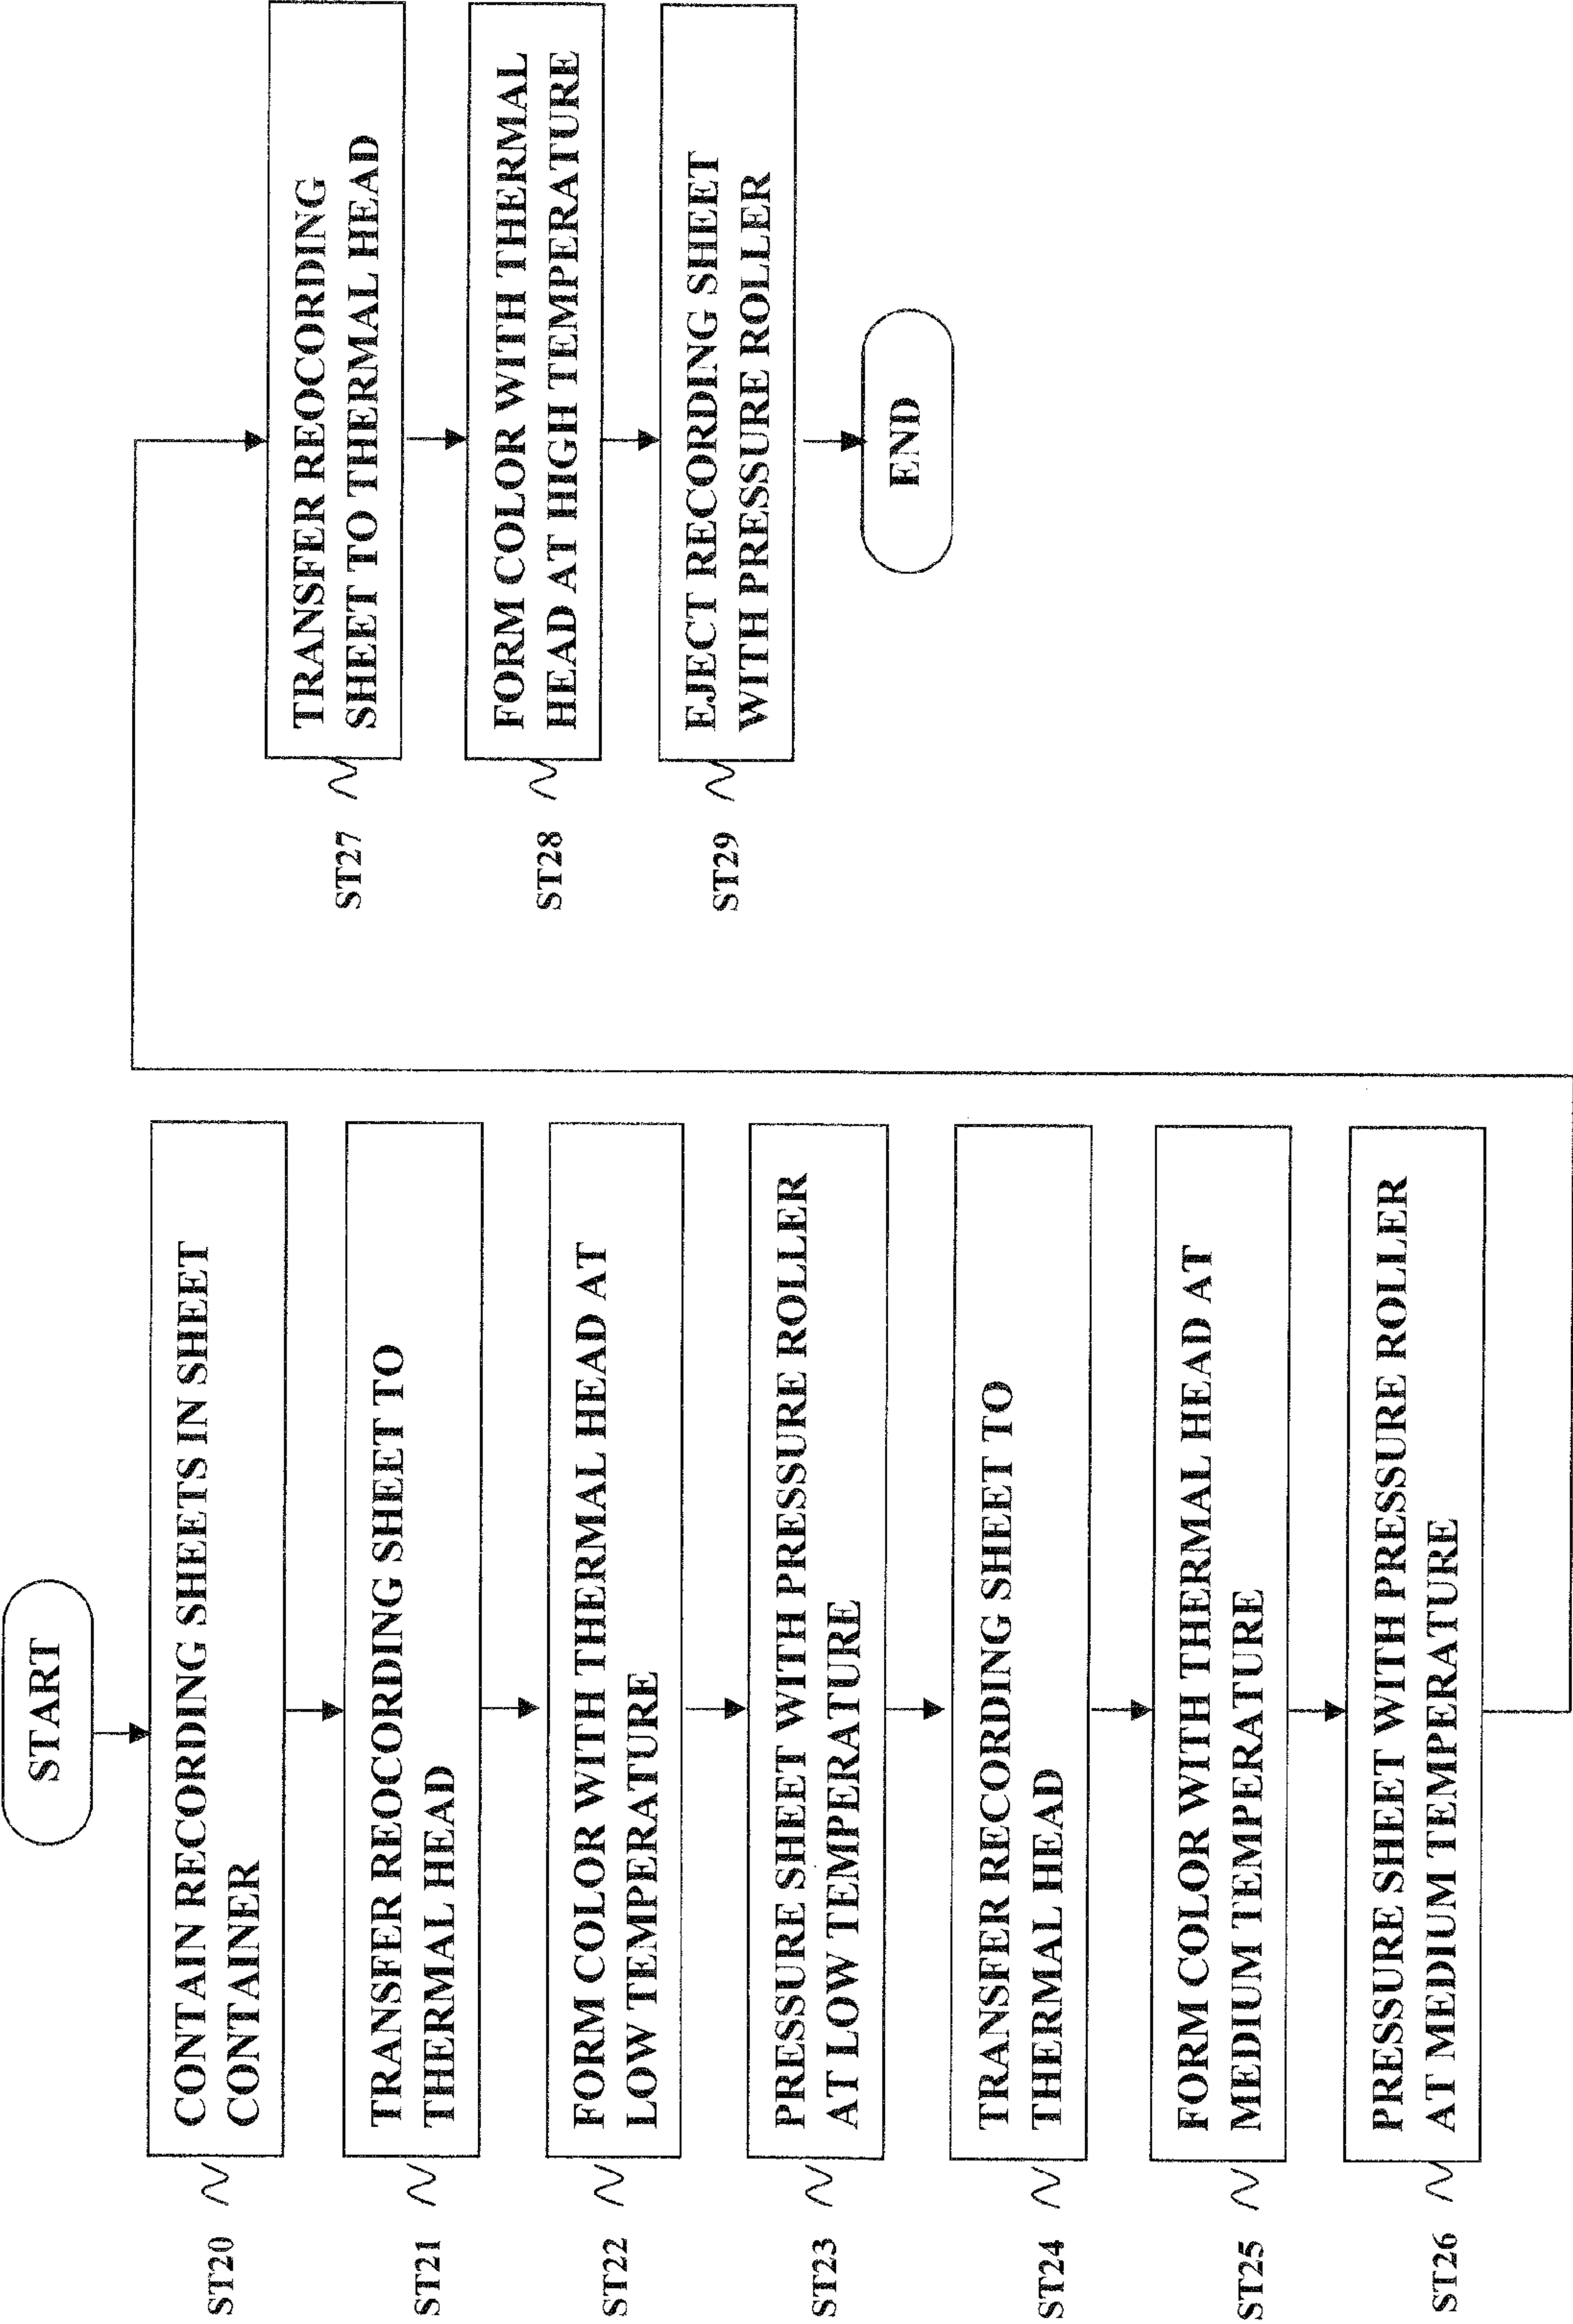 START
ST20
CONTAIN RECORDING SHEETS IN SHEET
CONTAINER
ST21
TRANSFER REOCORDING SHEET TO
THERMAL HEAD
ST22
FORM COLOR WITH THERMAL HEAD AT
LOW TEMPERATURE
ST23
PRESSURE SHEET WITH PRESSURE ROLLER
AT LOW TEMPERATURE
ST24
TRANSFER RECORDING SHEET TO
THERMAL HEAD
ST25
FORM COLOR WITH THERMAL HEAD AT
MEDIUM TEMPERATURE
ST26
PRESSURE SHEET WITH PRESSURE ROLLER
AT MEDIUM TEMPERATURE
ST27
TRANSFER REOCORDING
SHEET TO THERMAL HEAD
ST28
FORM COLOR WITH THERMAL
HEAD AT HIGH TEMPERATURE
ST29
EJECT RECORDING SHEET
WITH PRESSURE ROLLER
END